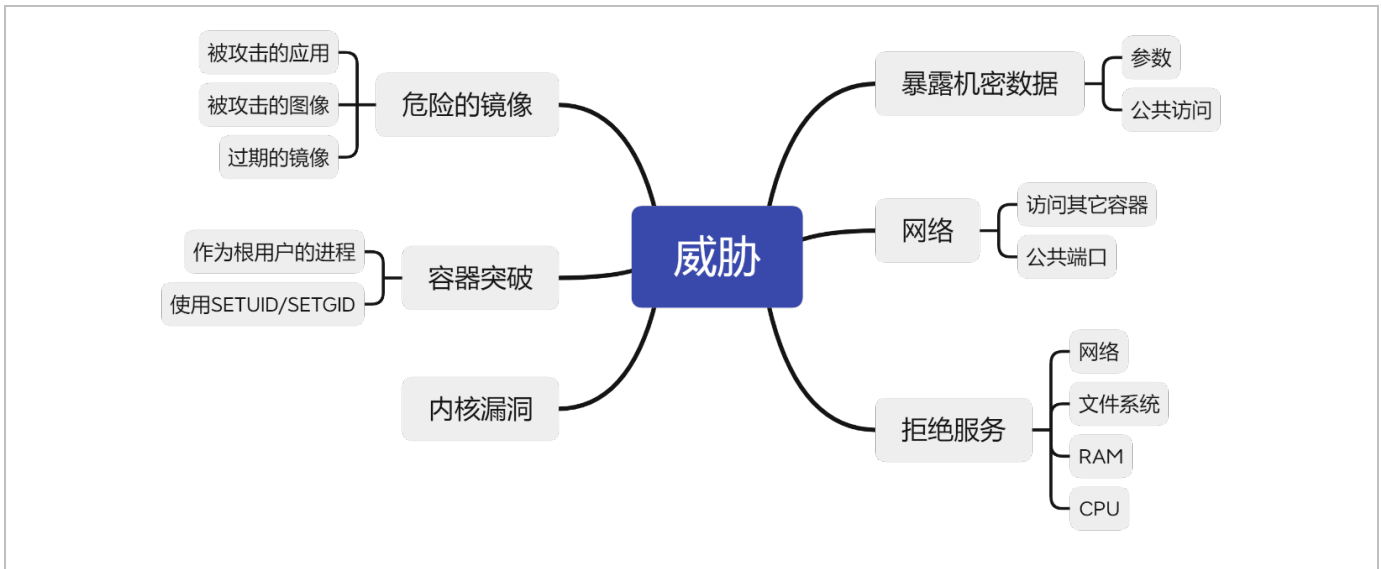 威胁
危险的镜像
被攻击的应用
被攻击的图像
过期的镜像
容器突破
作为根用户的进程
使用SETUID/SETGID
内核漏洞
暴露机密数据
参数
公共访问
网络
访问其它容器
公共端口
拒绝服务
网络
文件系统
RAM
CPU